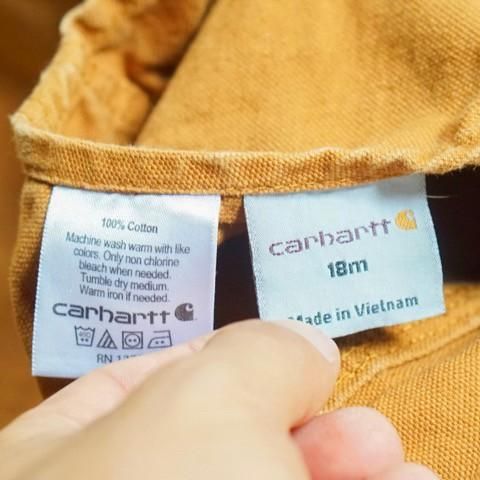 100% Cotton
Machine wash warm with like
colors. Only non chlorine
bleach when needed.
Tumble dry medium.
Warm iron if needed.
carhartt
RN
carhartt
18m
Made in Vietnam